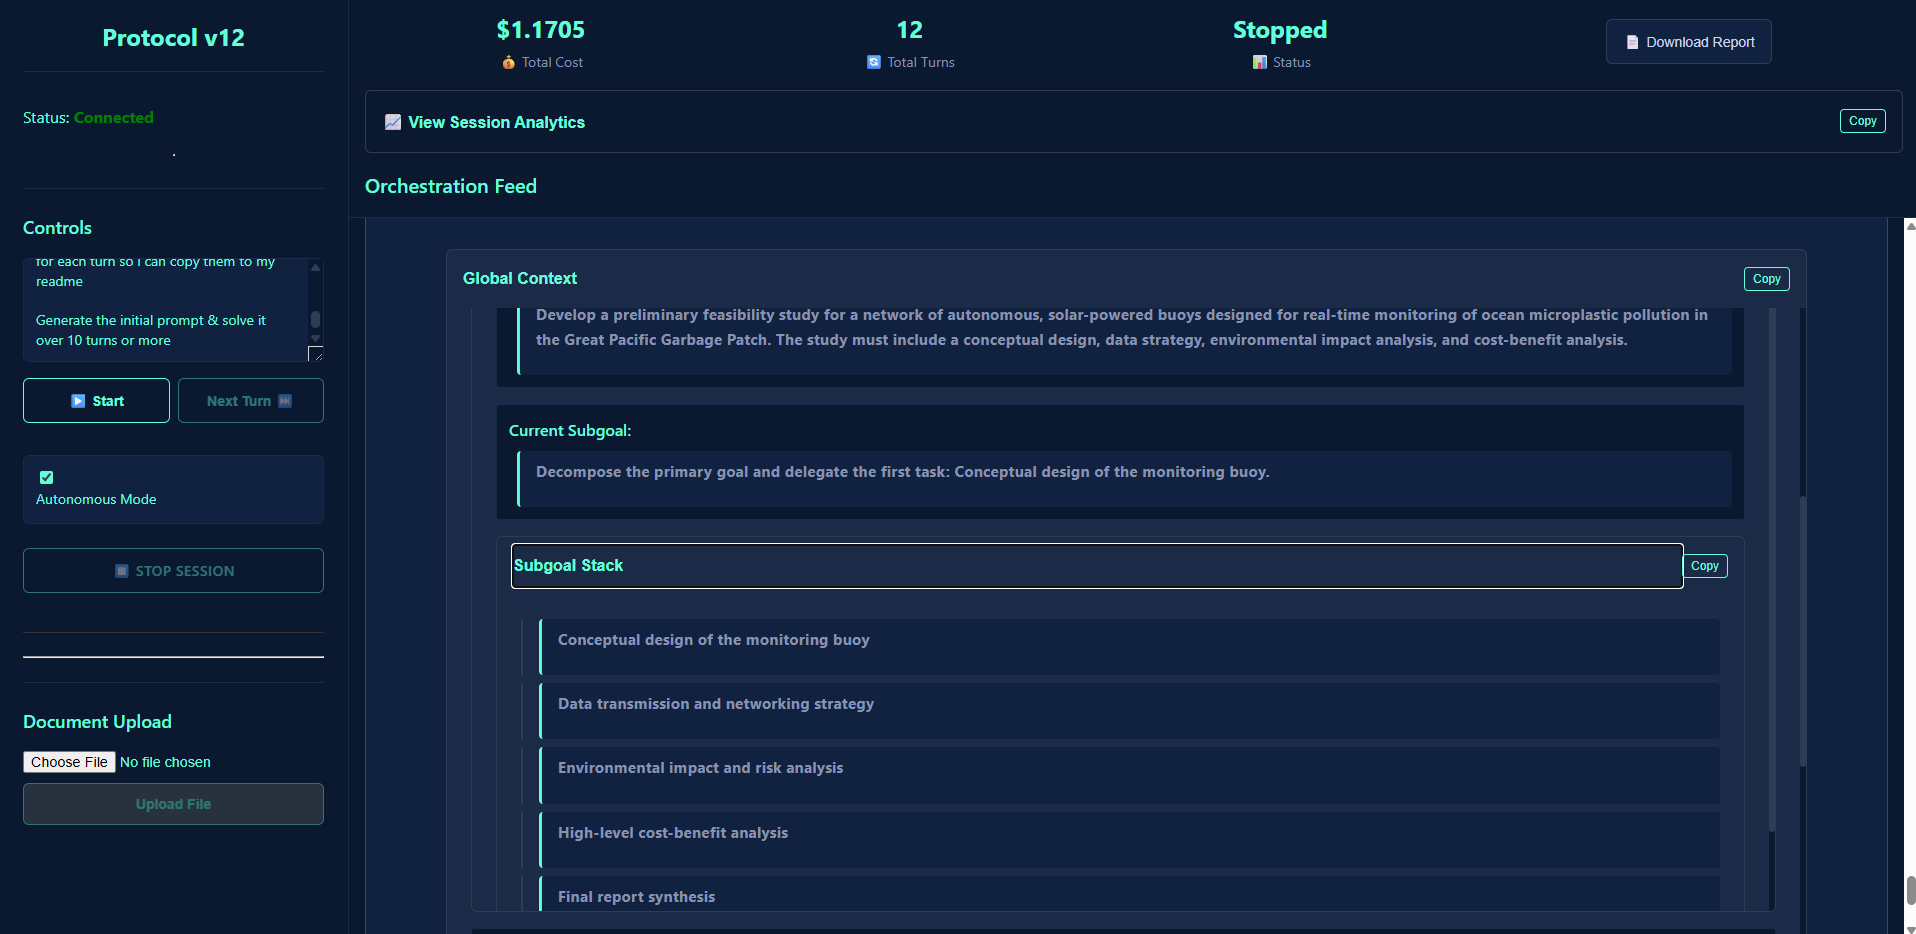 Protocol v12
Status: Connected
.
Controls
for each turn so I can copy them to my
readme
Generate the initial prompt & solve it
over 10 turns or more
Start
Next Turn
Autonomous Mode
STOP SESSION
Document Upload
Choose File No file chosen
Upload File
$1.1705
Total Cost
12
Total Turns
Stopped
Status
Download Report
View Session Analytics
Copy
Orchestration Feed
Global Context
Copy
Develop a preliminary feasibility study for a network of autonomous, solar-powered buoys designed for real-time monitoring of ocean microplastic pollution in
the Great Pacific Garbage Patch. The study must include a conceptual design, data strategy, environmental impact analysis, and cost-benefit analysis.
Current Subgoal:
Decompose the primary goal and delegate the first task: Conceptual design of the monitoring buoy.
Subgoal Stack
Copy
Conceptual design of the monitoring buoy
Data transmission and networking strategy
Environmental impact and risk analysis
High-level cost-benefit analysis
Final report synthesis